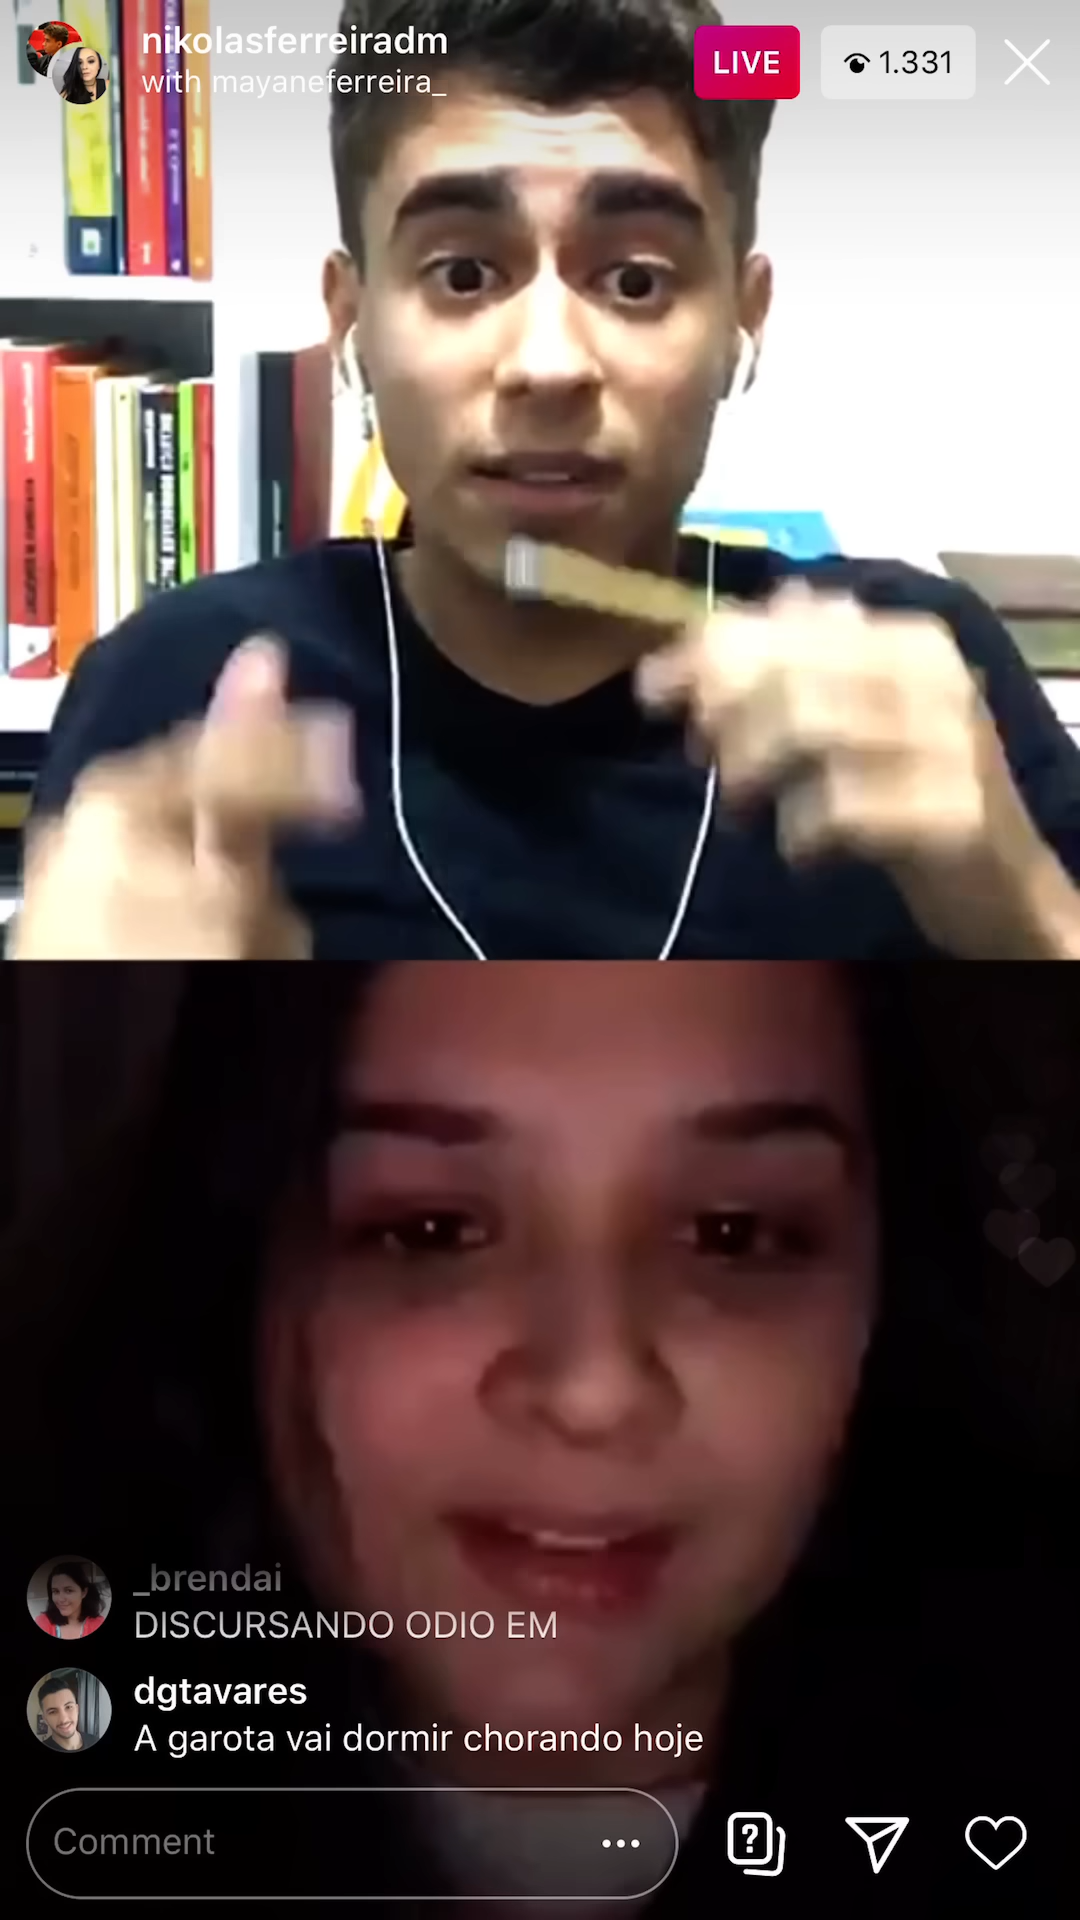 nikolasferreiradm
with mayaneferreira_
LIVE
1.331
_brendai
DISCURSANDO ODIO EM
dgtavares
A garota vai dormir chorando hoje
Comment